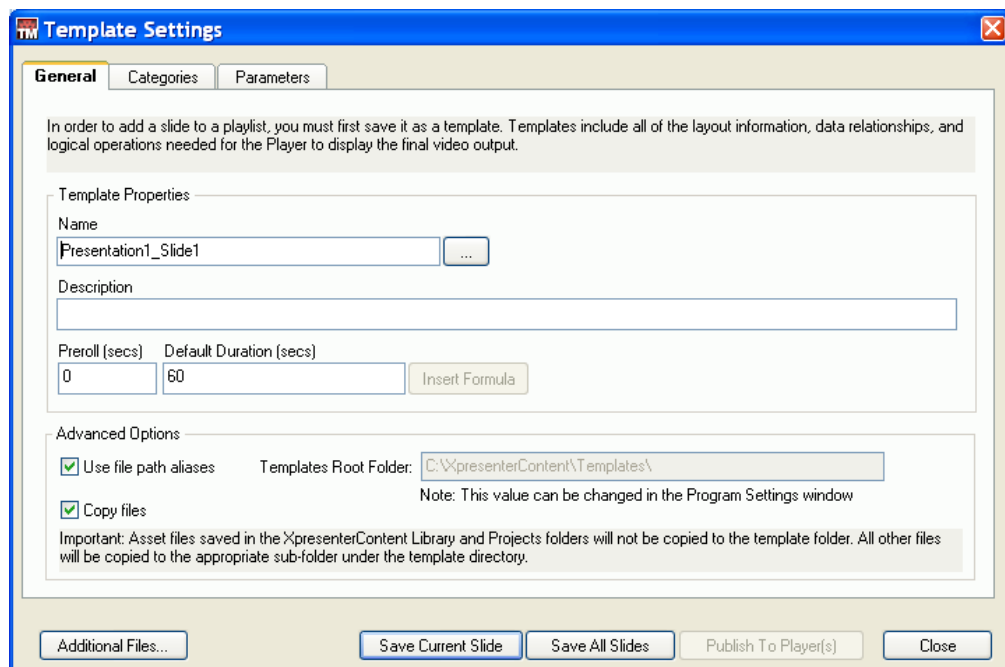 TM Template Settings
General Categories Parameters
In order to add a slide to a playlist, you must first save it as a template. Templates include all of the layout information, data relationships, and
logical operations needed for the Player to display the final video output.
Template Properties
Name
Presentation1_Slide1 ...
Description
Preroll (secs) Default Duration (secs)
0 60 Insert Formula
Advanced Options
Use file path aliases Templates Root Folder: C:\XpresenterContent\Templates\
Note: This value can be changed in the Program Settings window
Copy files
Important: Asset files saved in the XpresenterContent Library and Projects folders will not be copied to the template folder. All other files
will be copied to the appropriate sub-folder under the template directory.
Additional Files... Save Current Slide Save All Slides Publish To Player(s) Close